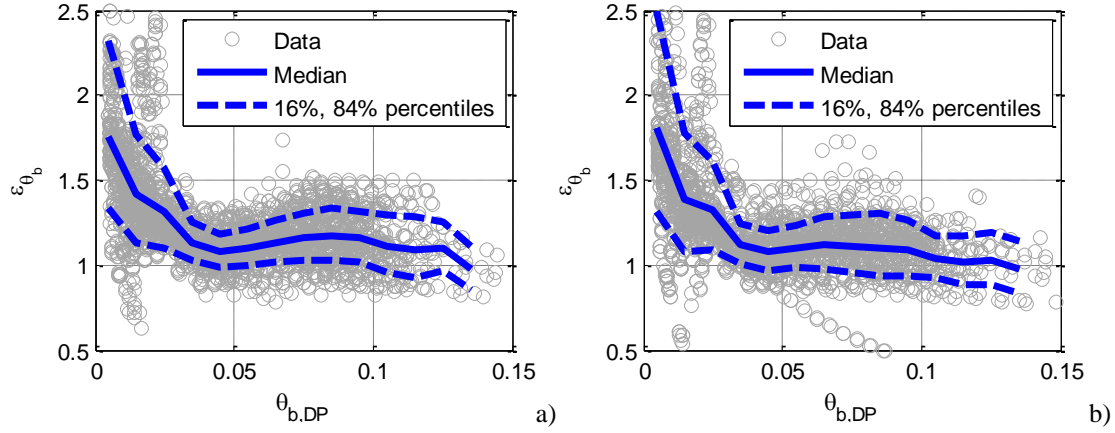 2.5
2
1.5
1
0.5
0
0.05
0.1
0.15
ε_θ_b
θ_b,DP
Data
Median
16%, 84% percentiles
a)
2.5
2
1.5
1
0.5
0
0.05
0.1
0.15
ε_θ_b
θ_b,DP
Data
Median
16%, 84% percentiles
b)